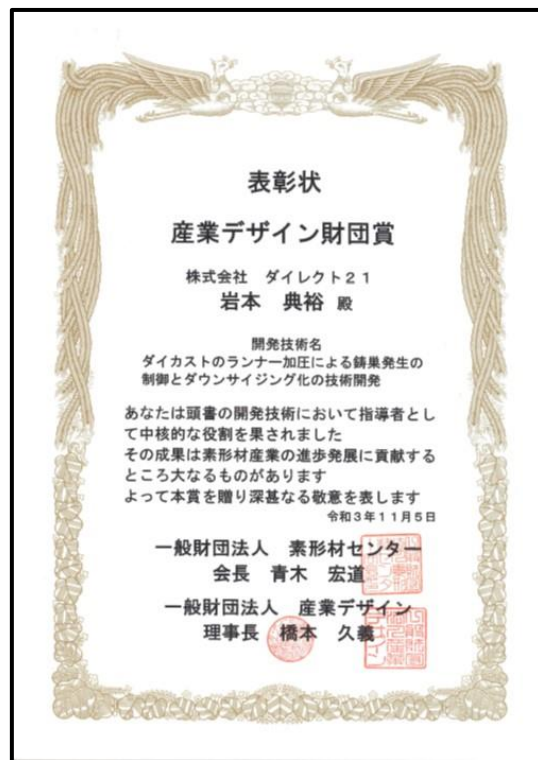 表彰状
産業デザイン財団賞
株式会社 ダイレクト21
岩本 典裕 殿
開発技術名
ダイカストのランナー加圧による鋳巣発生の
制御とダウンサイジング化の技術開発
あなたは頭書の開発技術において指導者とし
て中核的な役割を果されました
その成果は素形材産業の進歩発展に貢献する
ところ大なるものがあります
よって本賞を贈り深甚なる敬意を表します
令和3年11月5日
一般財団法人 素形材センター
会長 青木 宏道
一般財団法人 産業デザイン
理事長 橋本 久義